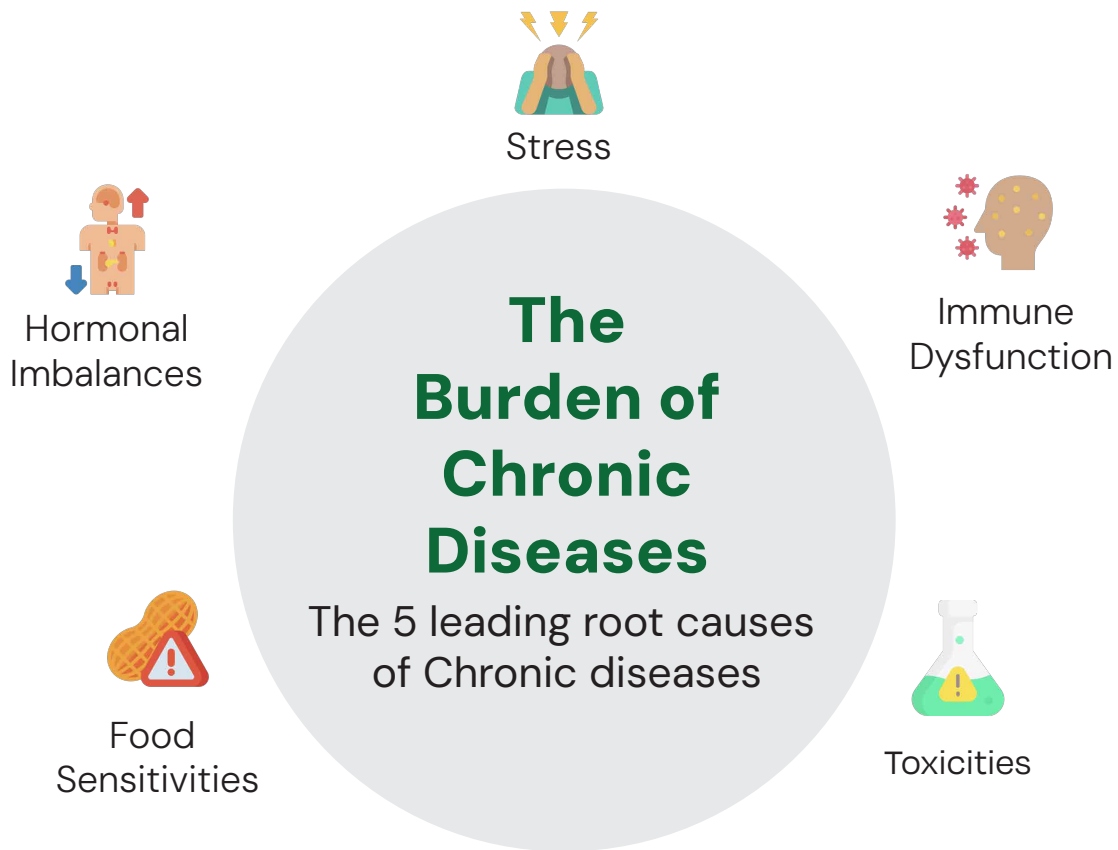 Stress
Hormonal
Imbalances
Immune
Dysfunction
The
Burden of
Chronic
Diseases
The 5 leading root causes
of Chronic diseases
Food
Sensitivities
Toxicities